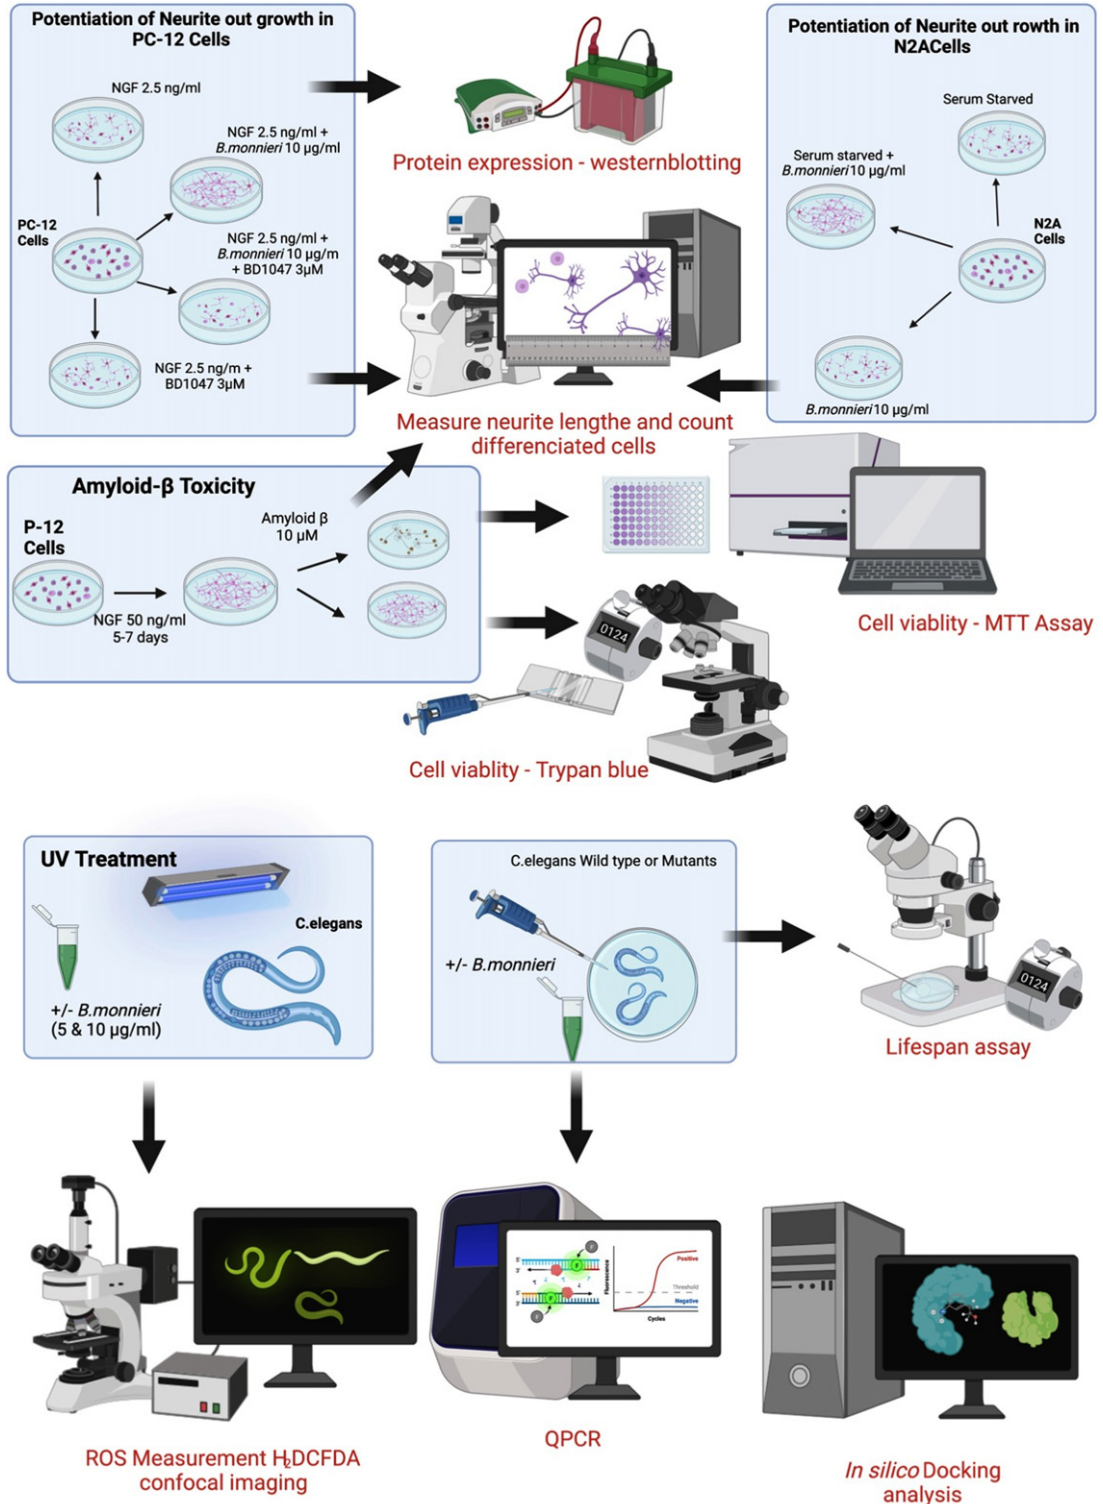 Potentiation of Neurite out growth in
PC-12 Cells
NGF 2.5 ng/ml
NGF 2.5 ng/ml +
B.monnieri 10 µg/ml
PC-12
Cells
NGF 2.5 ng/ml +
B.monnieri 10 µg/m
+ BD1047 3µM
NGF 2.5 ng/m +
BD1047 3µM
Protein expression - westernblotting
Potentiation of Neurite out rowth in
N2ACells
Serum Starved
Serum starved +
B.monnieri 10 µg/ml
N2A
Cells
B.monnieri 10 µg/ml
Measure neurite lengthe and count
differenciated cells
Amyloid-β Toxicity
P-12
Cells
Amyloid β
10 µM
NGF 50 ng/ml
5-7 days
Cell viablity - MTT Assay
0124
Cell viablity - Trypan blue
UV Treatment
C.elegans
+/- B.monnieri
(5 & 10 µg/ml)
C.elegans Wild type or Mutants
+/- B.monnieri
0124
Lifespan assay
Fluorescence
Positive
Threshold
Negative
Cycles
ROS Measurement H₂DCFDA
confocal imaging
QPCR
In silico Docking
analysis